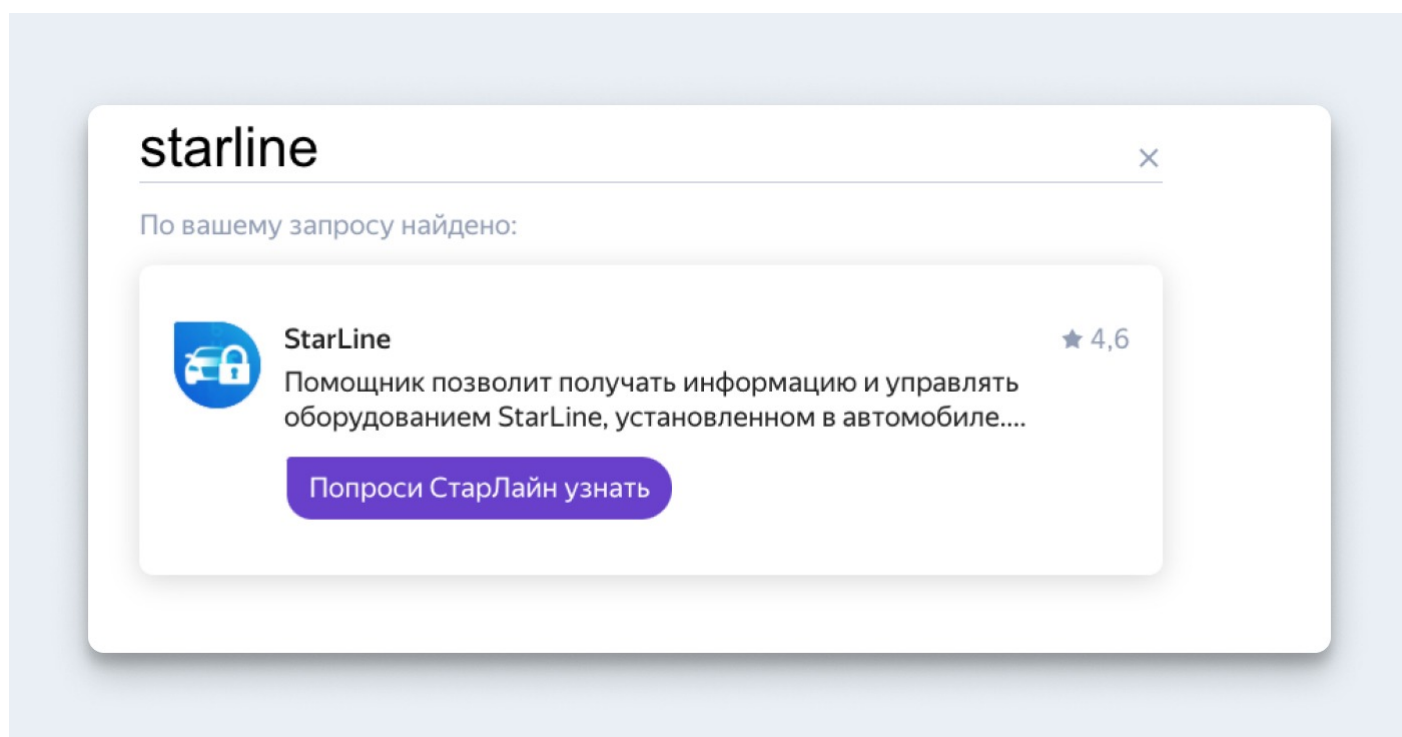 starline
По вашему запросу найдено:
StarLine
4,6
Помощник позволит получать информацию и управлять
оборудованием StarLine, установленном в автомобиле....
Попроси СтарЛайн узнать